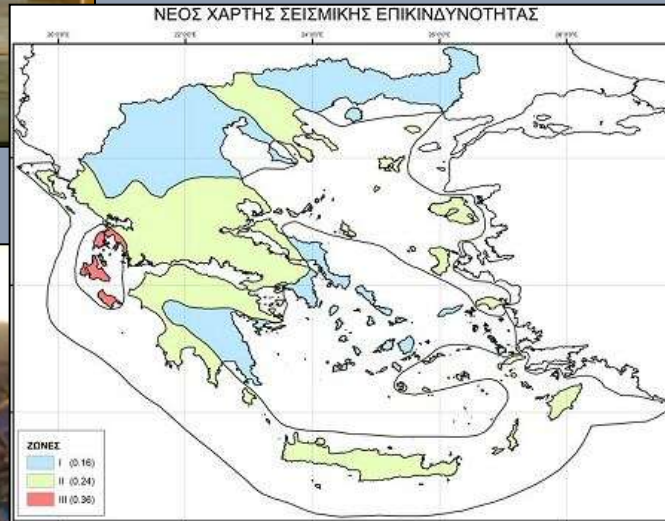 ΝΕΟΣ ΧΑΡΤΗΣ ΣΕΙΣΜΙΚΗΣ ΕΠΙΚΙΝΔΥΝΟΤΗΤΑΣ
ΖΩΝΕΣ
I (0.16)
II (0.24)
III (0.36)